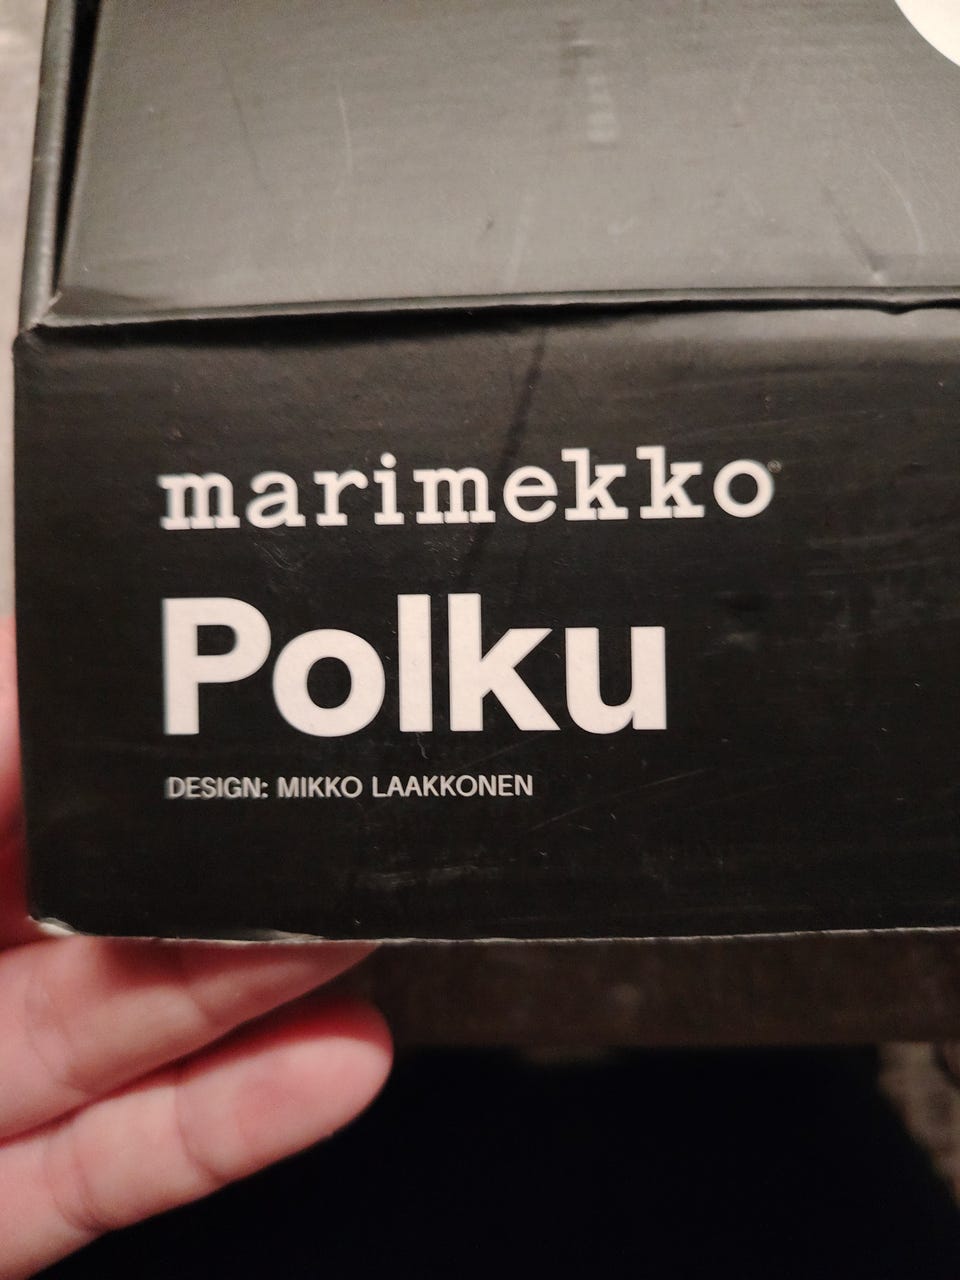 marimekko®
Polku
DESIGN: MIKKO LAAKKONEN